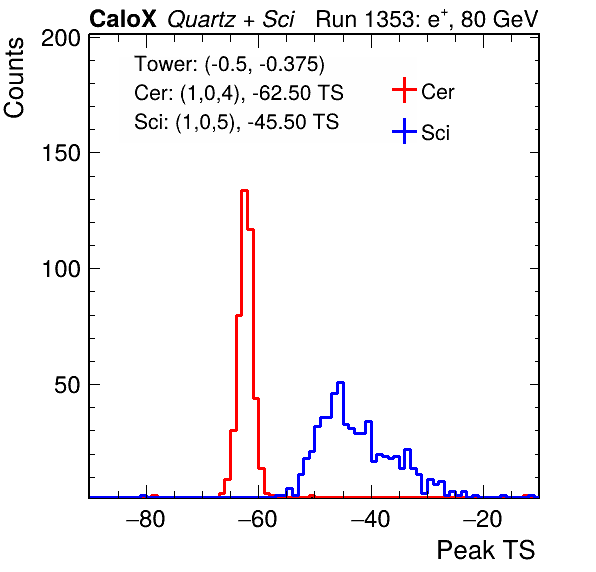 CaloX Quartz + Sci Run 1353: e+, 80 GeV
Counts
Tower: (-0.5, -0.375)
Cer: (1,0,4), -62.50 TS
Sci: (1,0,5), -45.50 TS
Cer
Sci
200
150
100
50
−80 −60 −40 −20
Peak TS